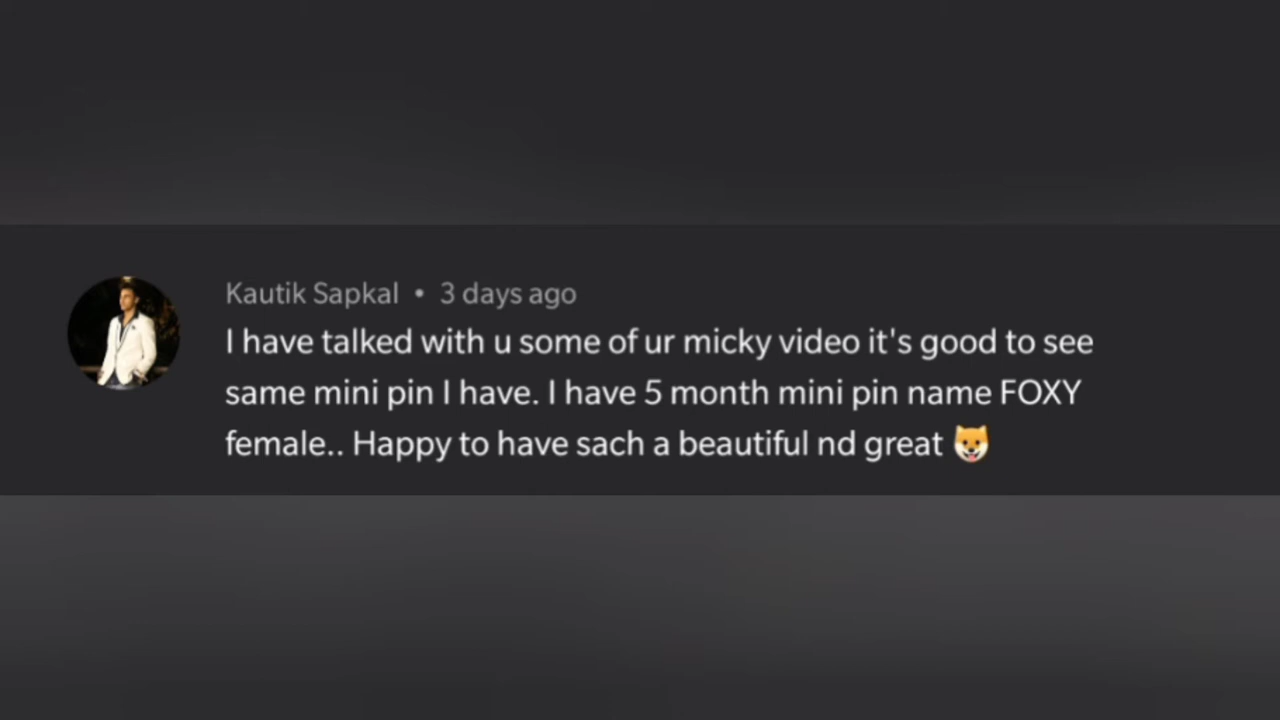 Kautik Sapkal • 3 days ago
I have talked with u some of ur micky video it's good to see
same mini pin I have. I have 5 month mini pin name FOXY
female.. Happy to have sach a beautiful nd great 🐶